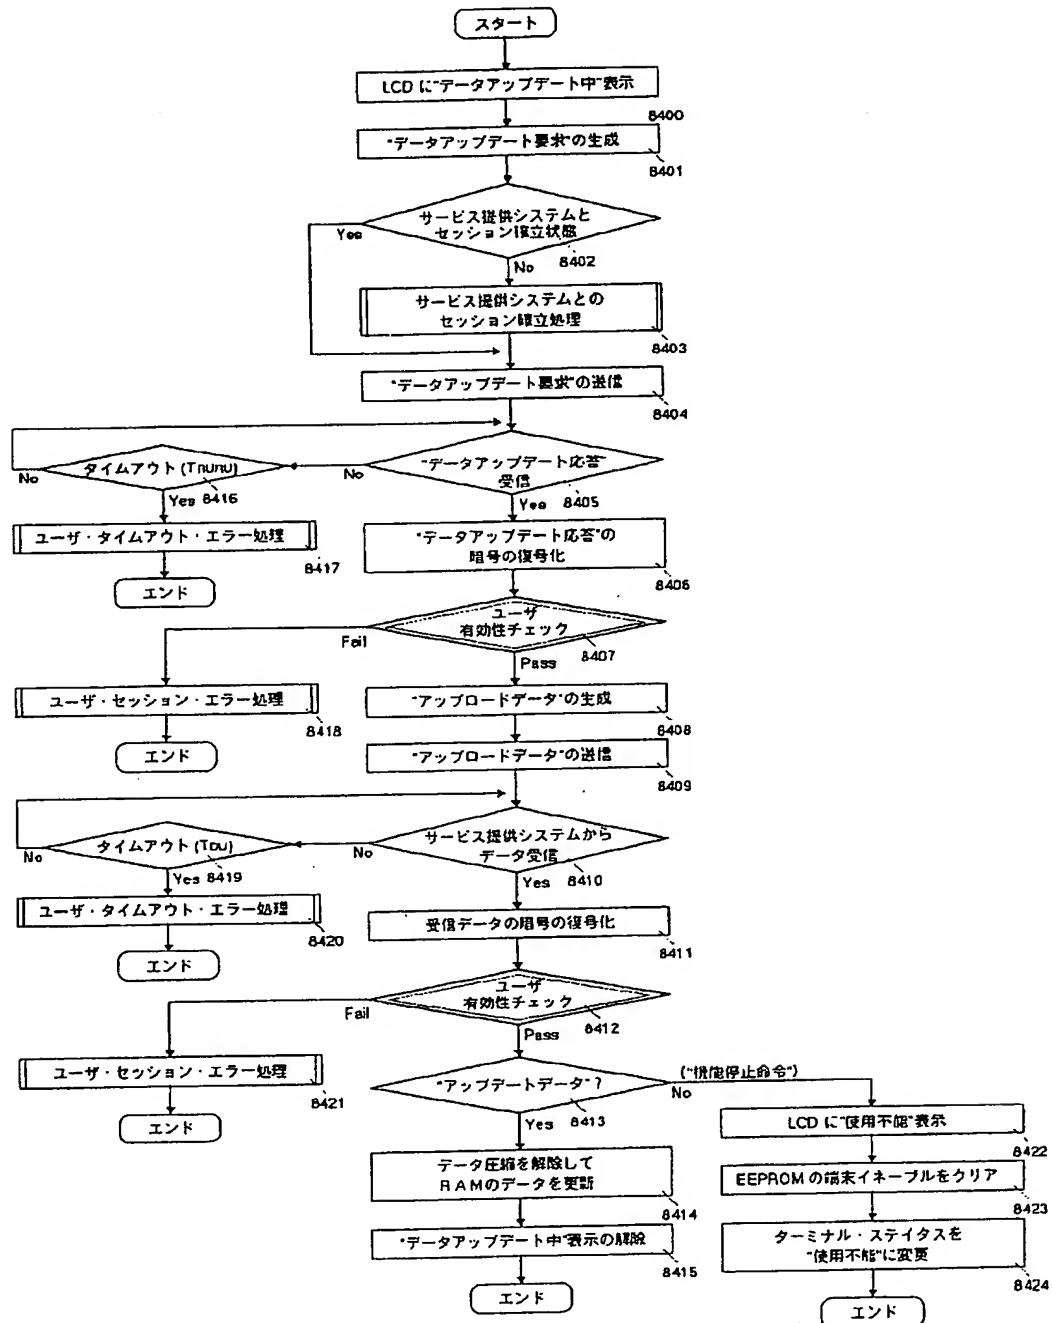 スタート
LCD に"データアップデート中"表示
8400
"データアップデート要求"の生成
8401
サービス提供システムと
セッション確立状態
8402
Yes
No
サービス提供システムとの
セッション確立処理
8403
"データアップデート要求"の送信
8404
"データアップデート応答"
受信
8405
No
Yes
タイムアウト (TRURU)
8416
No
Yes
ユーザ・タイムアウト・エラー処理
8417
エンド
"データアップデート応答"の
暗号の復号化
8406
ユーザ
有効性チェック
8407
Fail
Pass
ユーザ・セッション・エラー処理
8418
エンド
"アップロードデータ"の生成
8408
"アップロードデータ"の送信
8409
サービス提供システムから
データ受信
8410
No
Yes
タイムアウト (TDU)
8419
No
Yes
ユーザ・タイムアウト・エラー処理
8420
エンド
受信データの暗号の復号化
8411
ユーザ
有効性チェック
8412
Fail
Pass
ユーザ・セッション・エラー処理
8421
エンド
"アップデートデータ"?
8413
Yes
("機能停止命令")
No
データ圧縮を解除して
RAMのデータを更新
8414
"データアップデート中"表示の解除
8415
エンド
LCD に"使用不能"表示
8422
EEPROM の端末イネーブルをクリア
8423
ターミナル・ステイタスを
"使用不能"に変更
8424
エンド